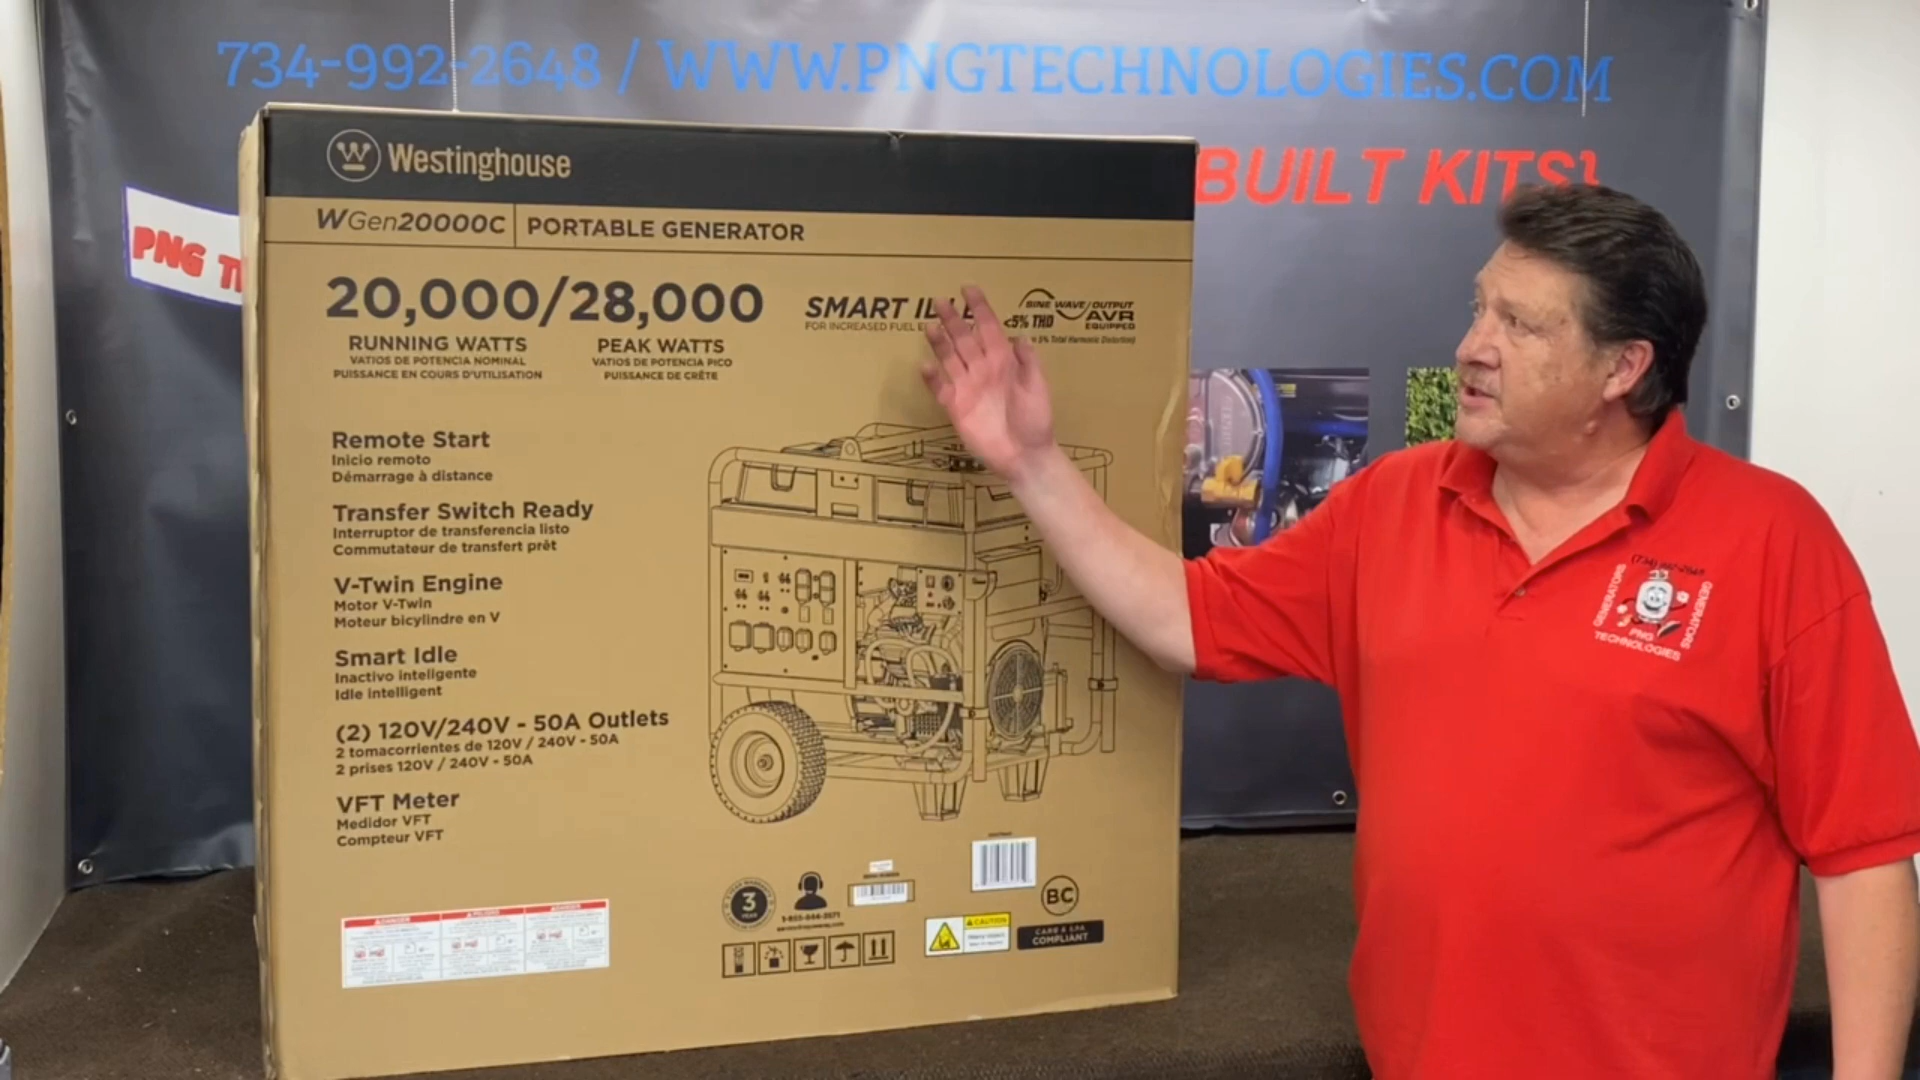 734-992-2648 / WWW.PNGTECHNOLOGIES.COM
BUILT KITS}
PNG
Westinghouse
WGen20000C PORTABLE GENERATOR
20,000/28,000
RUNNING WATTS
VATIOS DE POTENCIA NOMINAL
PUISSANCE EN COURS D'UTILISATION
PEAK WATTS
VATIOS DE POTENCIA PICO
PUISSANCE DE CRÊTE
SMART
FOR INCREASED FUEL
SINE WAVE/OUTPUT
<5% THD AVR
EQUIPPED
5% Total Harmonic Distortion)
Remote Start
Inicio remoto
Démarrage à distance
Transfer Switch Ready
Interruptor de transferencia listo
Commutateur de transfert prêt
V-Twin Engine
Motor V-Twin
Moteur bicylindre en V
Smart Idle
Inactivo inteligente
Idle intelligent
(2) 120V/240V - 50A Outlets
2 tomacorrientes de 120V / 240V - 50A
2 prises 120V / 240V - 50A
VFT Meter
Medidor VFT
Compteur VFT
3
YEAR
CAUTION
BC
CARB & EPA
COMPLIANT
GENERATORS
GENERATORS
PNG
TECHNOLOGIES